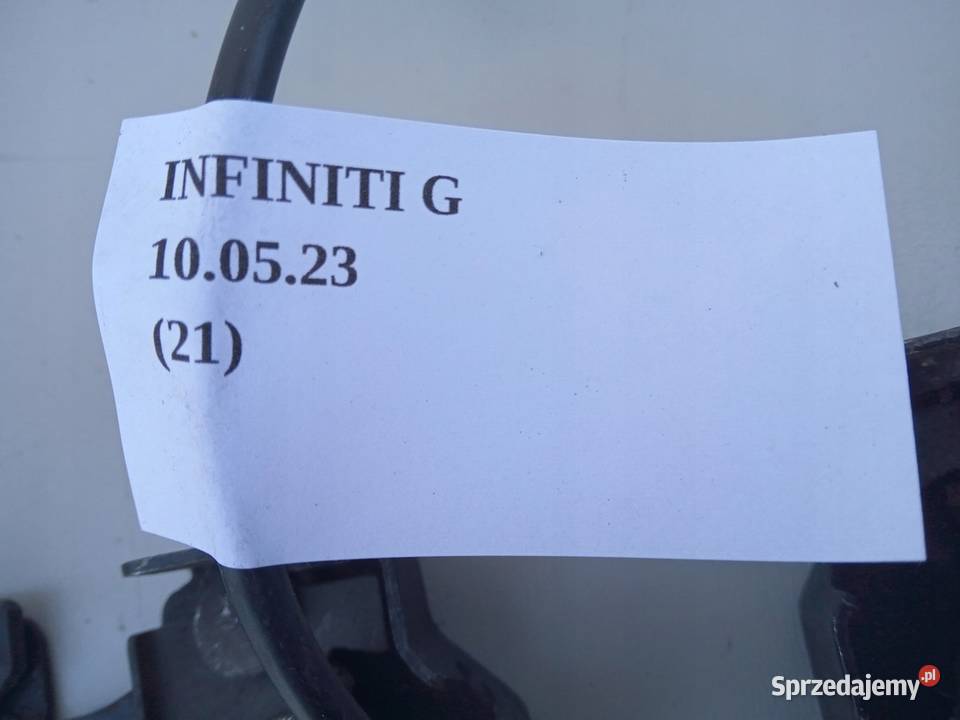 INFINITI G
10.05.23
(21)
Sprzedajemy.pl